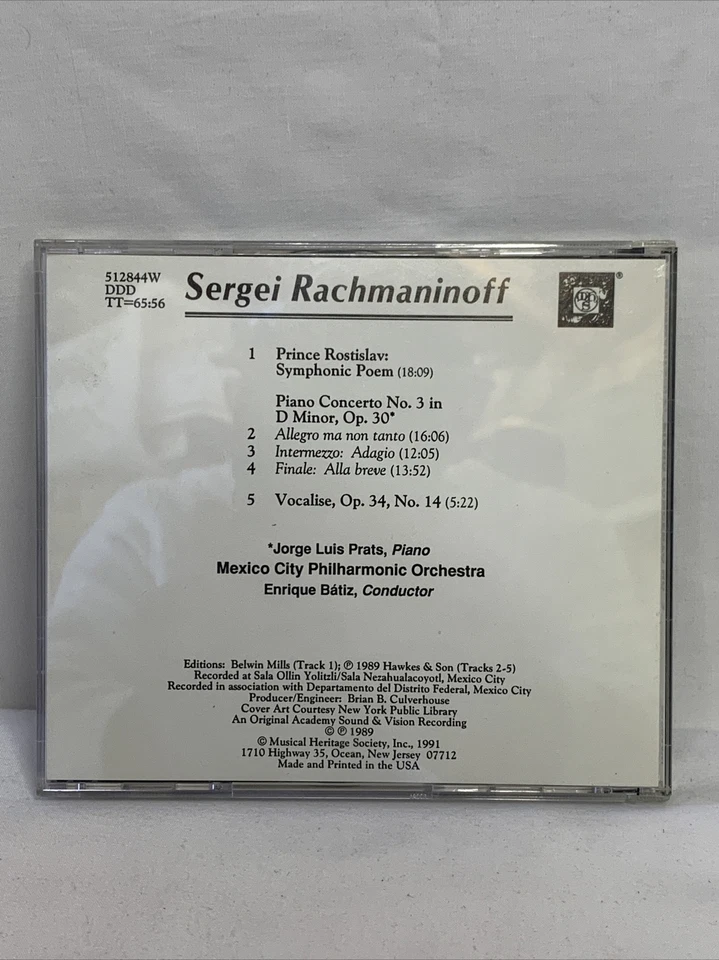 512844W
DDD
TT=65:56
Sergei Rachmaninoff
®
1 Prince Rostislav:
Symphonic Poem (18:09)
Piano Concerto No. 3 in
D Minor, Op. 30*
2 Allegro ma non tanto (16:06)
3 Intermezzo: Adagio (12:05)
4 Finale: Alla breve (13:52)
5 Vocalise, Op. 34, No. 14 (5:22)
*Jorge Luis Prats, Piano
Mexico City Philharmonic Orchestra
Enrique Bátiz, Conductor
Editions: Belwin Mills (Track 1); ℗ 1989 Hawkes & Son (Tracks 2-5)
Recorded at Sala Ollin Yolitzli/Sala Nezahualacoyotl, Mexico City
Recorded in association with Departamento del Distrito Federal, Mexico City
Producer/Engineer: Brian B. Culverhouse
Cover Art Courtesy New York Public Library
An Original Academy Sound & Vision Recording
© ℗ 1989
© Musical Heritage Society, Inc., 1991
1710 Highway 35, Ocean, New Jersey 07712
Made and Printed in the USA